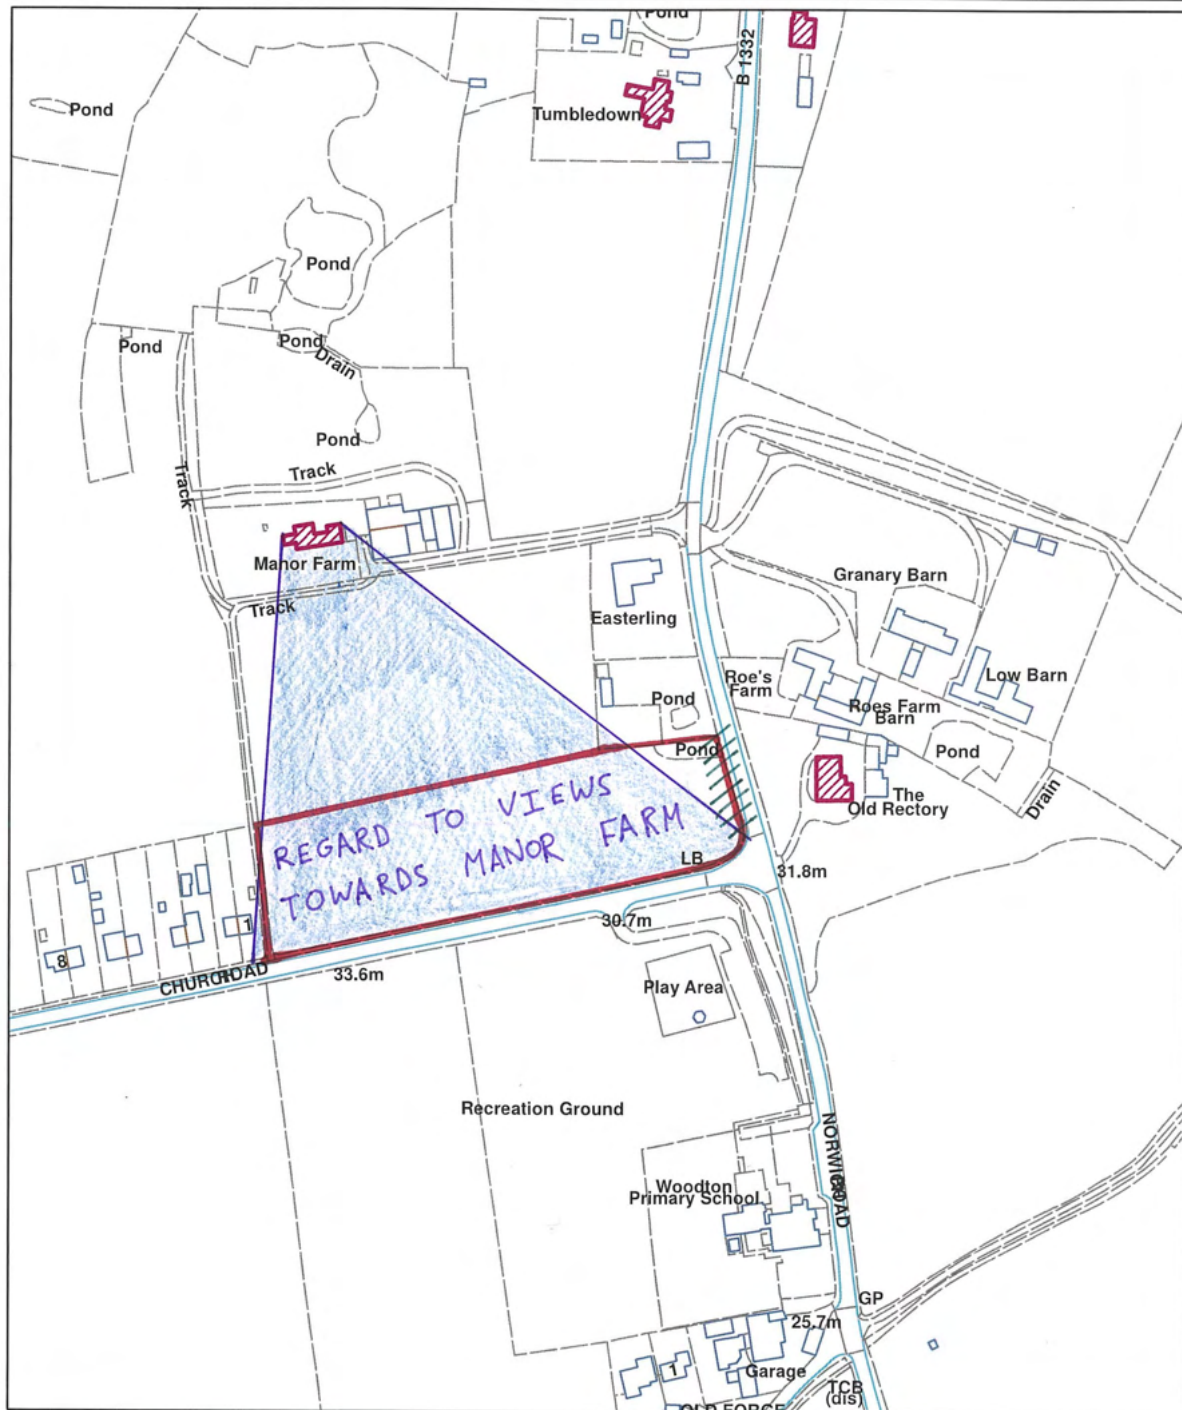 Pond
B 1332
Pond
Tumbledown
Pond
Pond
Pond
Drain
Pond
Track
Track
Manor Farm
Track
Granary Barn
Easterling
Roe's
Farm
Low Barn
Pond
Roes Farm
Barn
Pond
Pond
The
Old Rectory
Drain
REGARD TO VIEWS
TOWARDS MANOR FARM
LB
31.8m
30.7m
1
8
CHURCH ROAD
33.6m
Play Area
Recreation Ground
NORWICH ROAD
Woodton
Primary School
GP
25.7m
1
Garage
TCB
(dis)
OLD FORGE